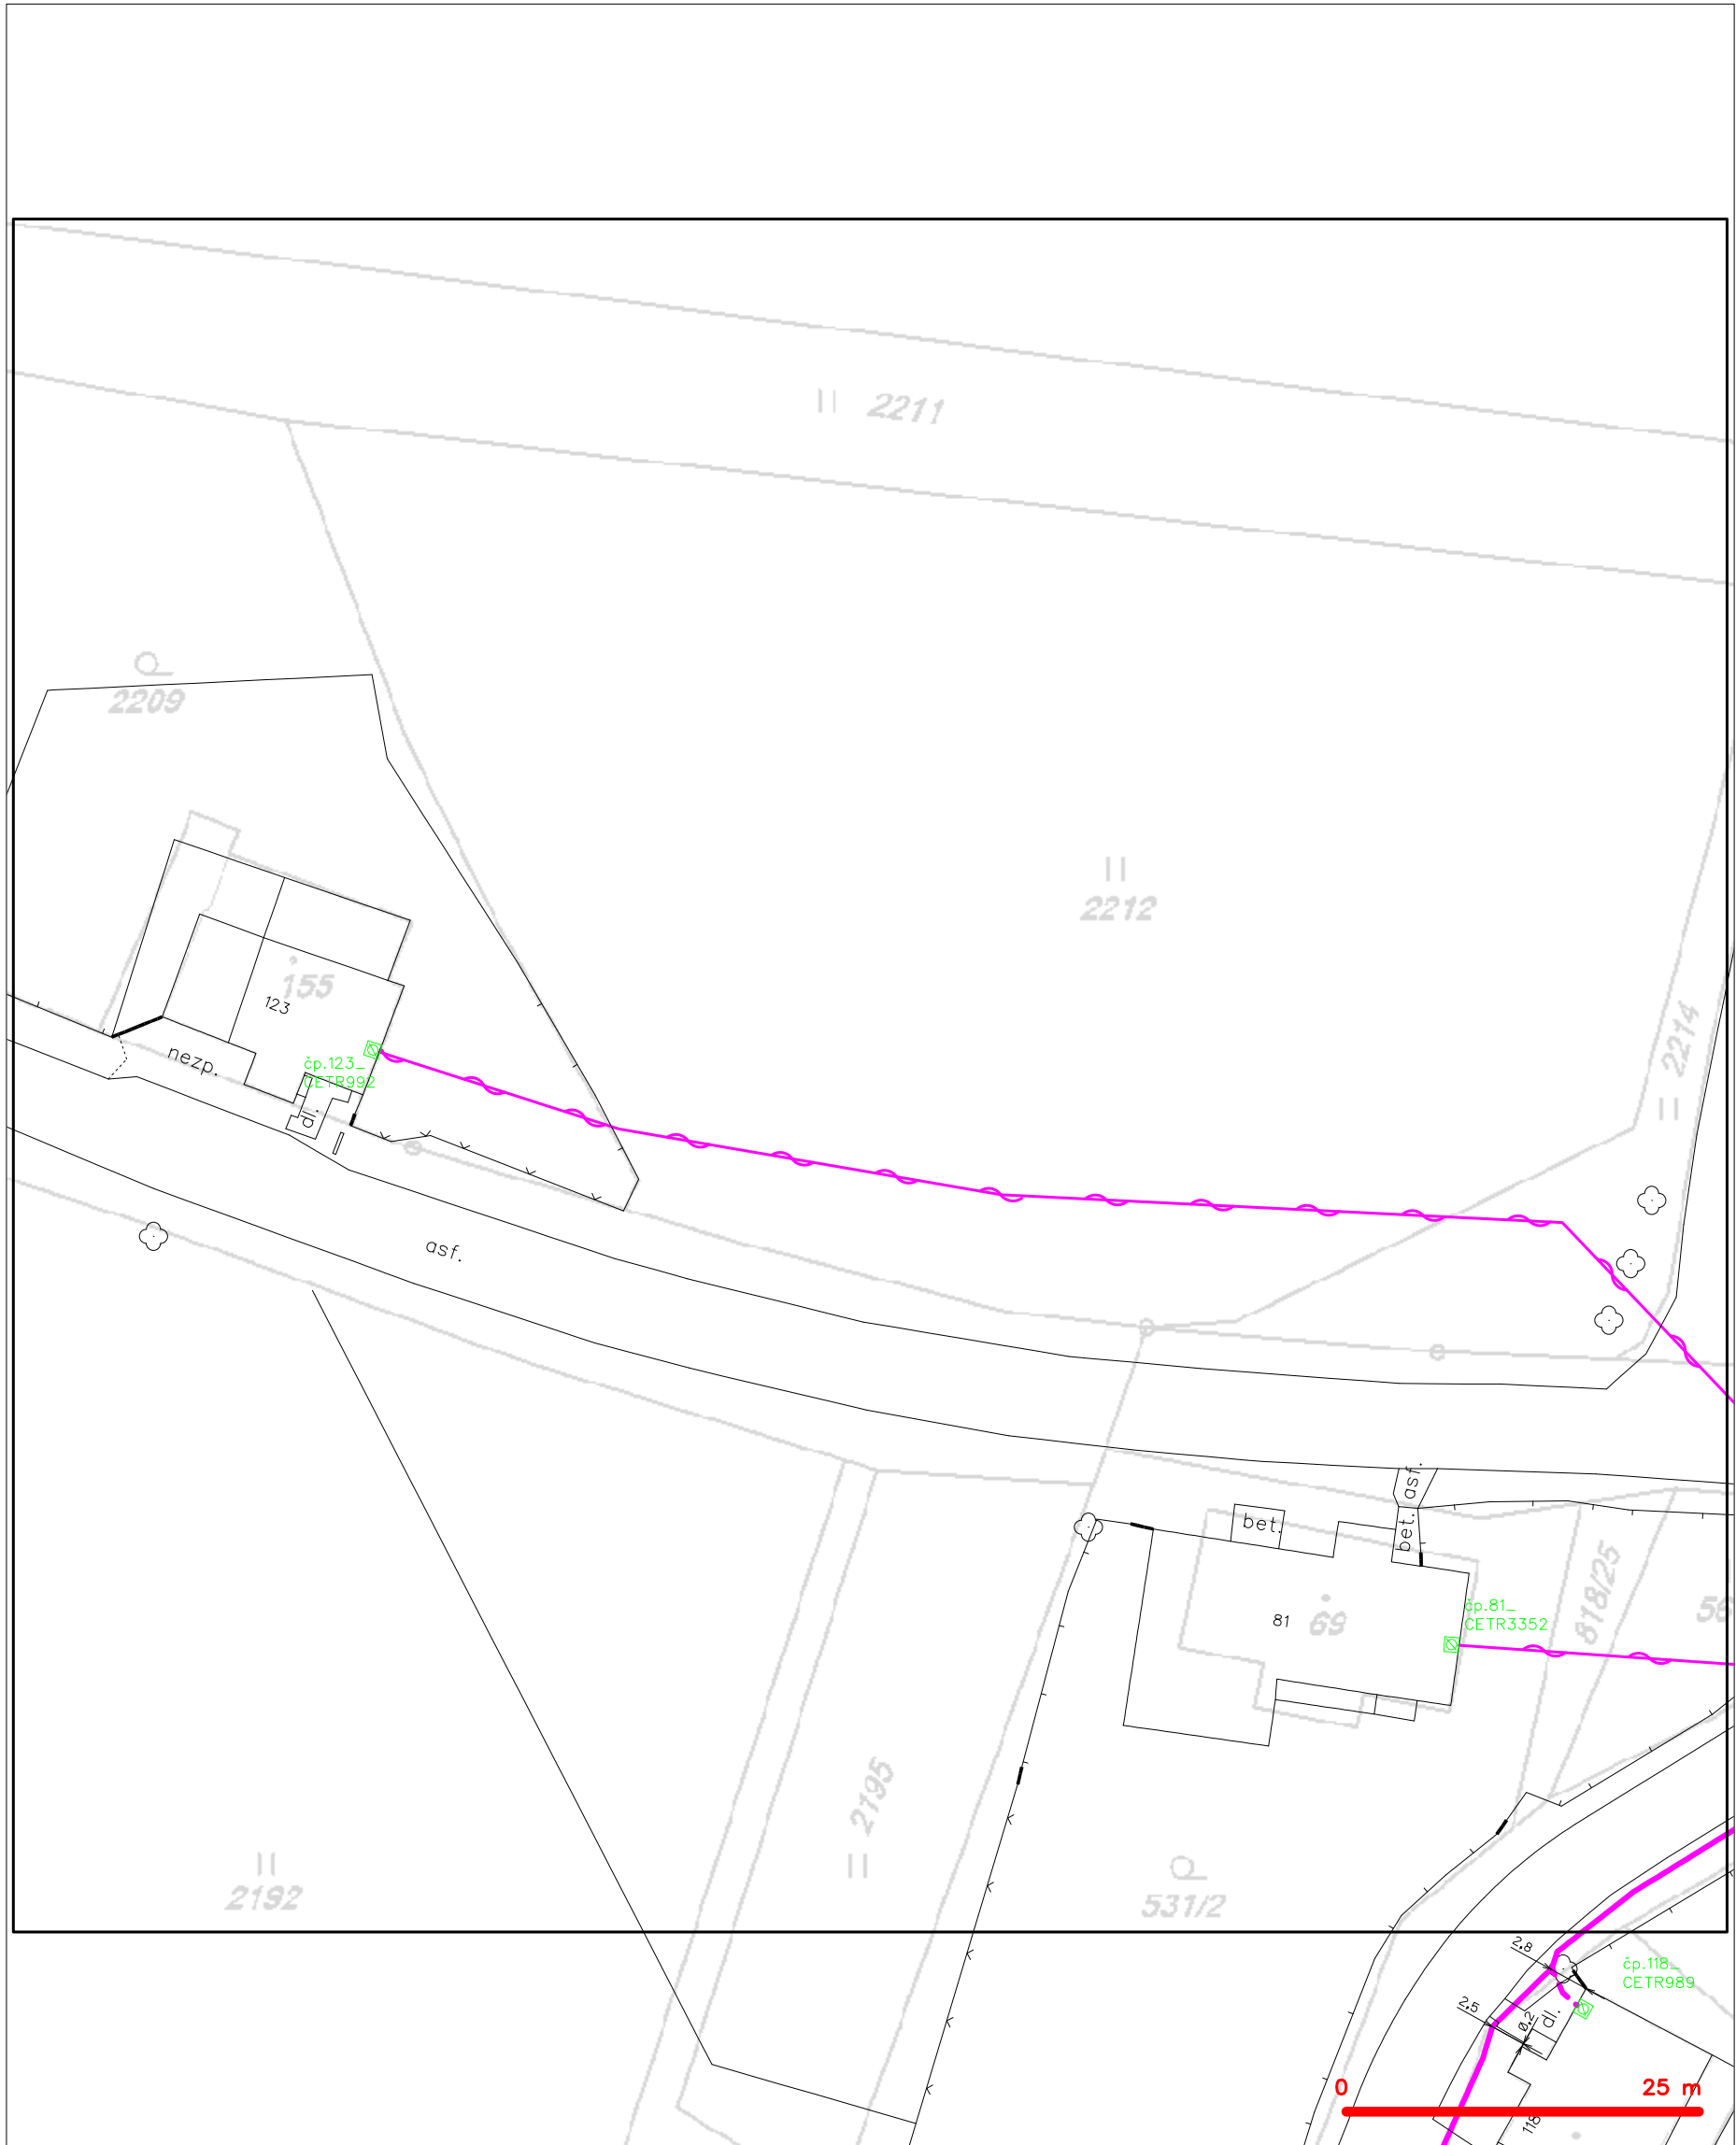 2211
2209
2212
155
123
nezp.
čp.123_
CETR992
dl.
2214
asf.
asf.
bet.
bet.
818/25
čp.81_
CETR3352
81
69
2195
2192
531/2
2.8
čp.118_
CETR989
2.5
0.2
dl.
0
25 m
118